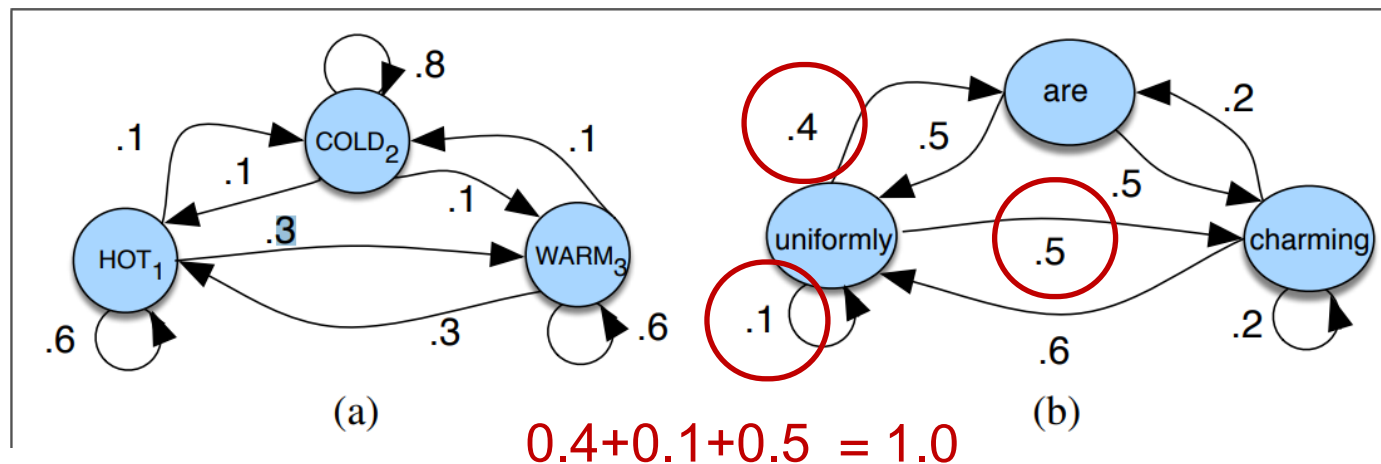 .8
COLD2
.1
.1
.1
.1
HOT1
.3
WARM3
.6
.3
.6
(a)
are
.4
.5
.2
.5
uniformly
.5
charming
.1
.6
.2
(b)
0.4+0.1+0.5 = 1.0